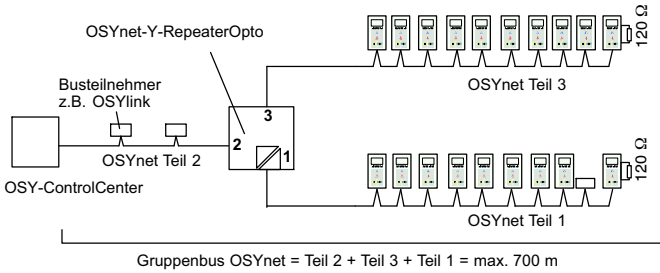 OSYnet-Y-RepeaterOpto
120 Ω
OSYnet Teil 3
Busteilnehmer
z.B. OSYlink
3
2
1
OSYnet Teil 2
OSY-ControlCenter
120 Ω
OSYnet Teil 1
Gruppenbus OSYnet = Teil 2 + Teil 3 + Teil 1 = max. 700 m